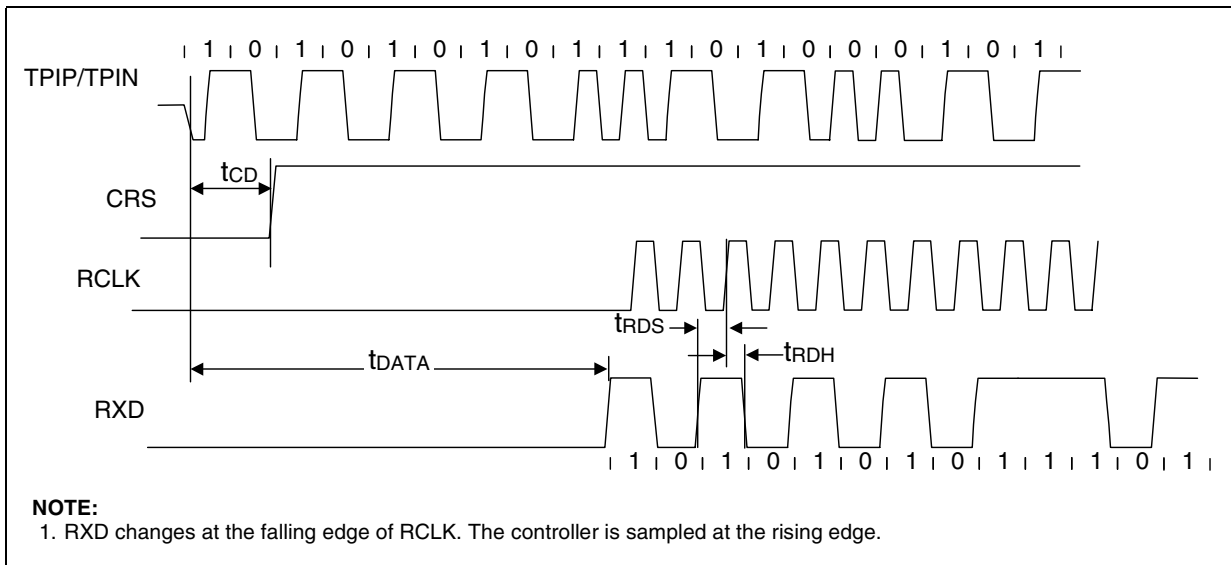 1 0 1 0 1 0 1 0 1 1 1 0 1 0 0 0 1 0 1
TPIP/TPIN
tCD
CRS
RCLK
tRDS
tRDH
tDATA
RXD
1 0 1 0 1 0 1 0 1 1 1 0 1
NOTE:
1. RXD changes at the falling edge of RCLK. The controller is sampled at the rising edge.